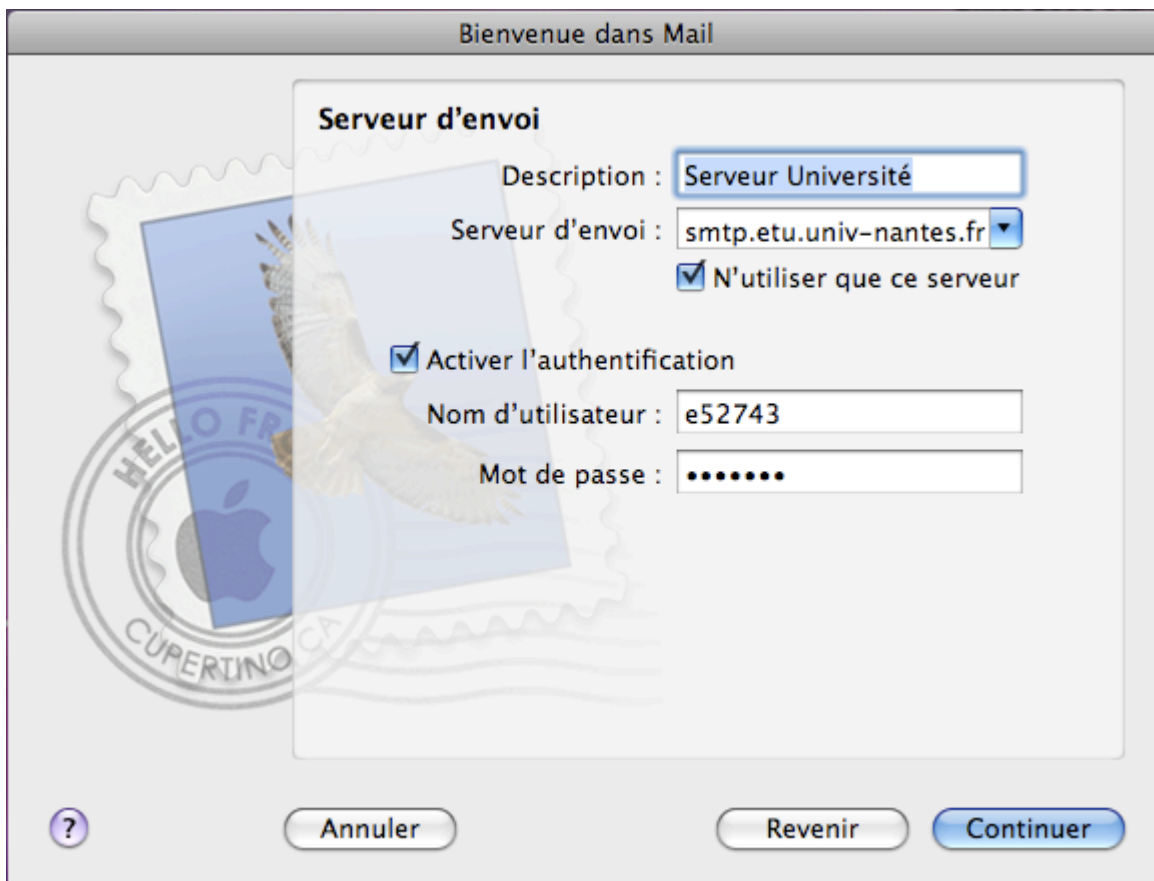 Bienvenue dans Mail
Serveur d'envoi
Description : Serveur Université
Serveur d'envoi : smtp.etu.univ-nantes.fr
N'utiliser que ce serveur
Activer l'authentification
Nom d'utilisateur : e52743
Mot de passe : •••••••
HELLO FR
CUPERTINO CA
?
Annuler
Revenir
Continuer